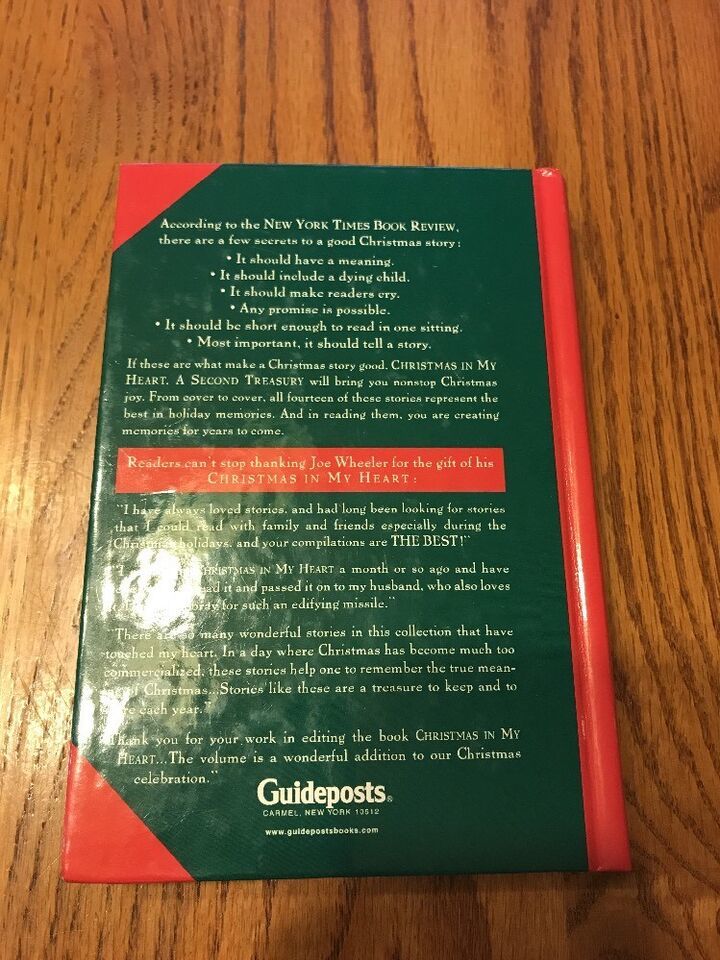 According to the NEW YORK TIMES BOOK REVIEW,
there are a few secrets to a good Christmas story:
• It should have a meaning.
• It should include a dying child.
• It should make readers cry.
• Any promise is possible.
• It should be short enough to read in one sitting.
• Most important, it should tell a story.
If these are what make a Christmas story good, CHRISTMAS IN MY
HEART, A SECOND TREASURY will bring you nonstop Christmas
joy. From cover to cover, all fourteen of these stories represent the
best in holiday memories. And in reading them, you are creating
memories for years to come.
Readers can't stop thanking Joe Wheeler for the gift of his
CHRISTMAS IN MY HEART:
"I have always loved stories, and had long been looking for stories
that I could read with family and friends especially during the
Christmas holidays, and your compilations are THE BEST!"
CHRISTMAS IN MY HEART a month or so ago and have
read it and passed it on to my husband, who also loves
for such an edifying missile."
"There are so many wonderful stories in this collection that have
touched my heart. In a day where Christmas has become much too
commercialized, these stories help one to remember the true mean-
of Christmas...Stories like these are a treasure to keep and to
each year."
Thank you for your work in editing the book CHRISTMAS IN MY
HEART...The volume is a wonderful addition to our Christmas
celebration."
Guideposts®
CARMEL, NEW YORK 10512
www.guidepostsbooks.com